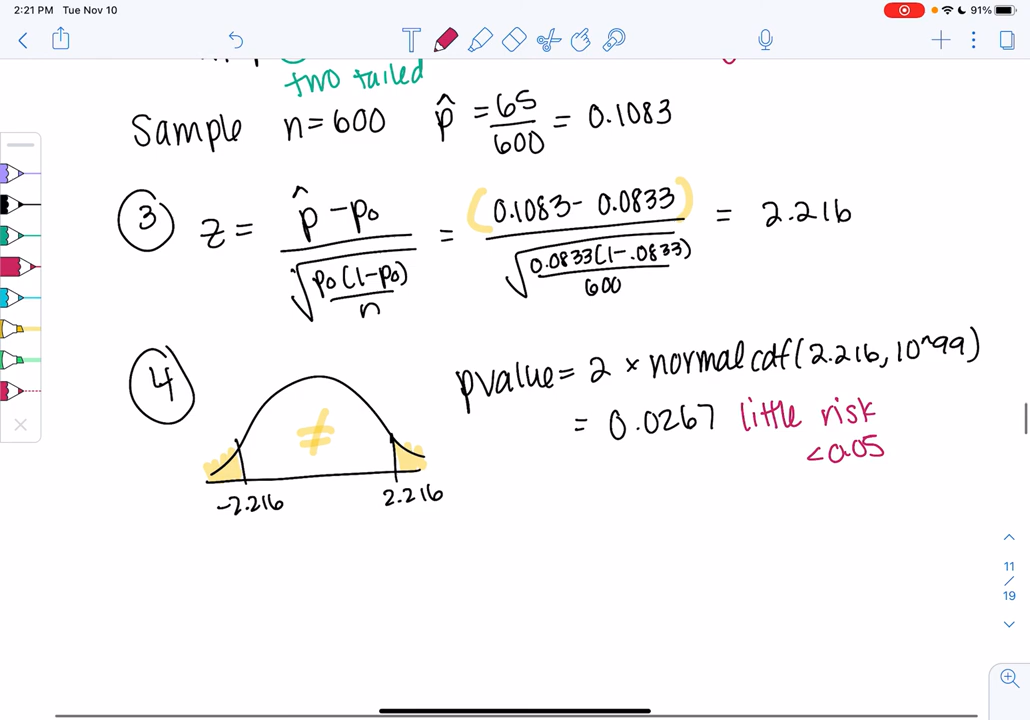 2:21 PM Tue Nov 10
91%
two tailed
Sample n = 600 p̂ = 65/600 = 0.1083
③ z = (p̂ - p₀)/√(p₀(1-p₀)/n) = (0.1083 - 0.0833)/√(0.0833(1-.0833)/600) = 2.216
④ pvalue = 2 × normalcdf(2.216, 10^99)
= 0.0267 little risk
< 0.05
≠
-2.216 2.216
11
/
19